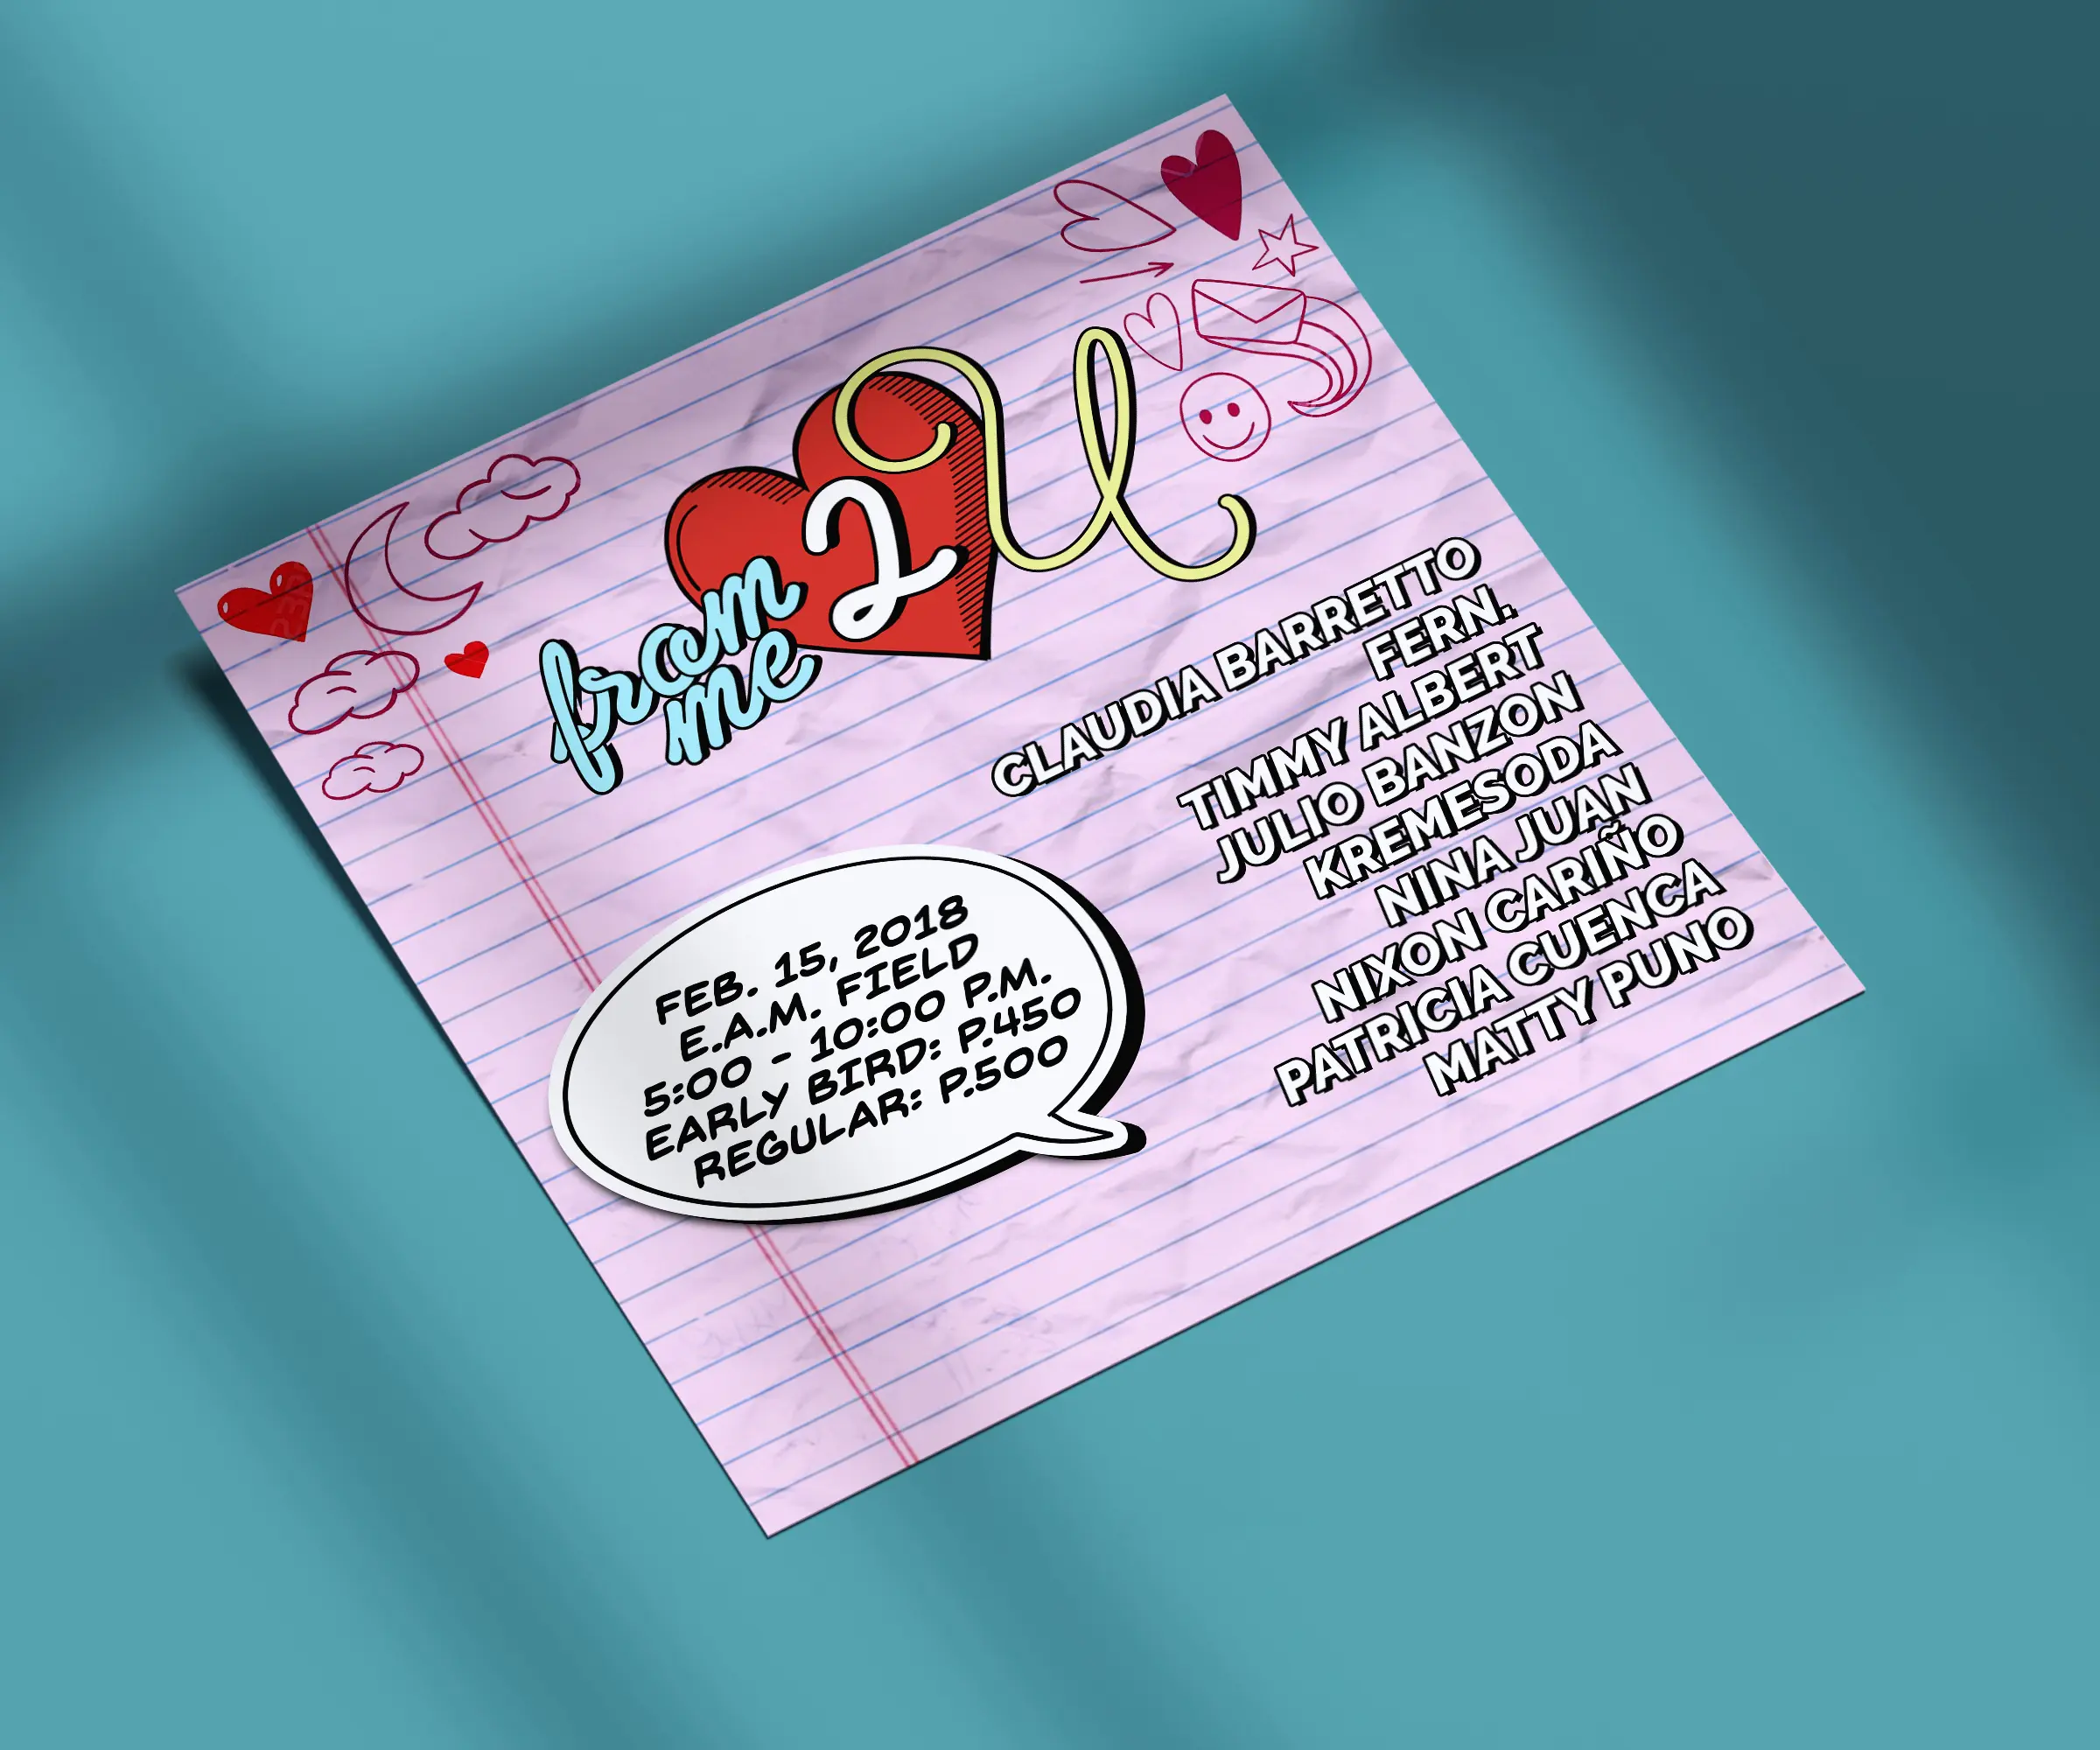 from
me
2
U
CLAUDIA BARRETTO
FERN.
TIMMY ALBERT
JULIO BANZON
KREMESODA
NINA JUAN
NIXON CARIÑO
PATRICIA CUENCA
MATTY PUNO
FEB. 15, 2018
E.A.M. FIELD
5:00 - 10:00 P.M.
EARLY BIRD: P.450
REGULAR: P.500